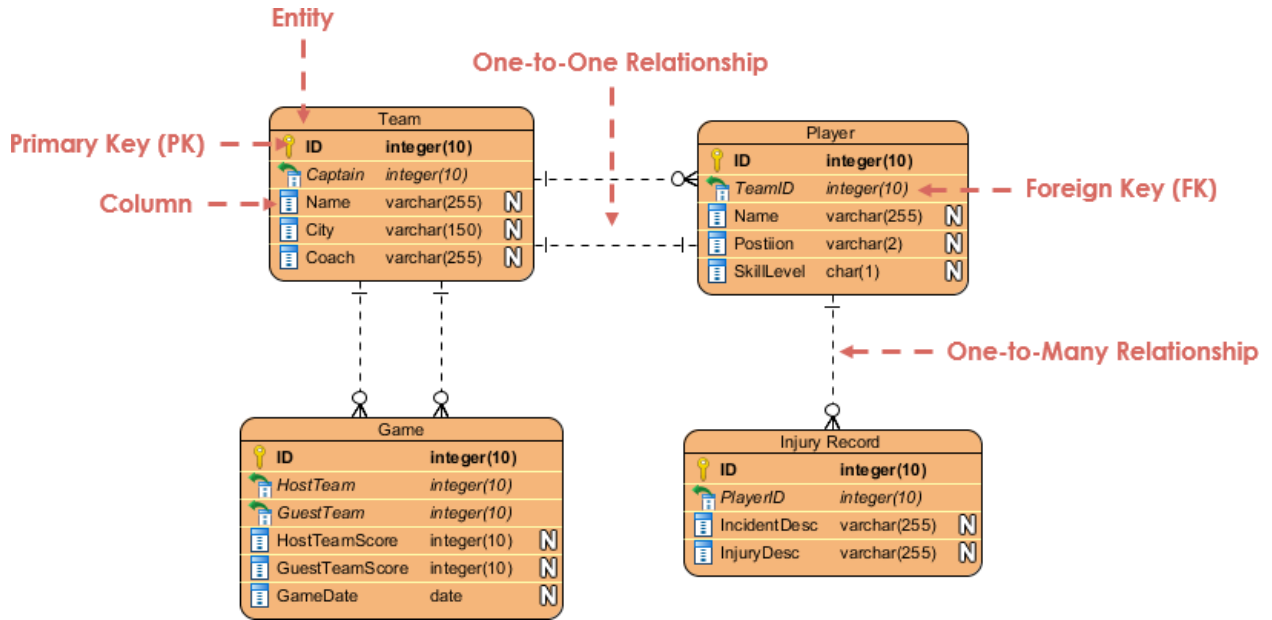 Entity
One-to-One Relationship
Team
Primary Key (PK)
ID integer(10)
Captain integer(10)
Column
Name varchar(255) N
City varchar(150) N
Coach varchar(255) N
Player
ID integer(10)
TeamID integer(10)
Foreign Key (FK)
Name varchar(255) N
Postiion varchar(2) N
SkillLevel char(1) N
One-to-Many Relationship
Game
ID integer(10)
HostTeam integer(10)
GuestTeam integer(10)
HostTeamScore integer(10) N
GuestTeamScore integer(10) N
GameDate date N
Injury Record
ID integer(10)
PlayerID integer(10)
IncidentDesc varchar(255) N
InjuryDesc varchar(255) N